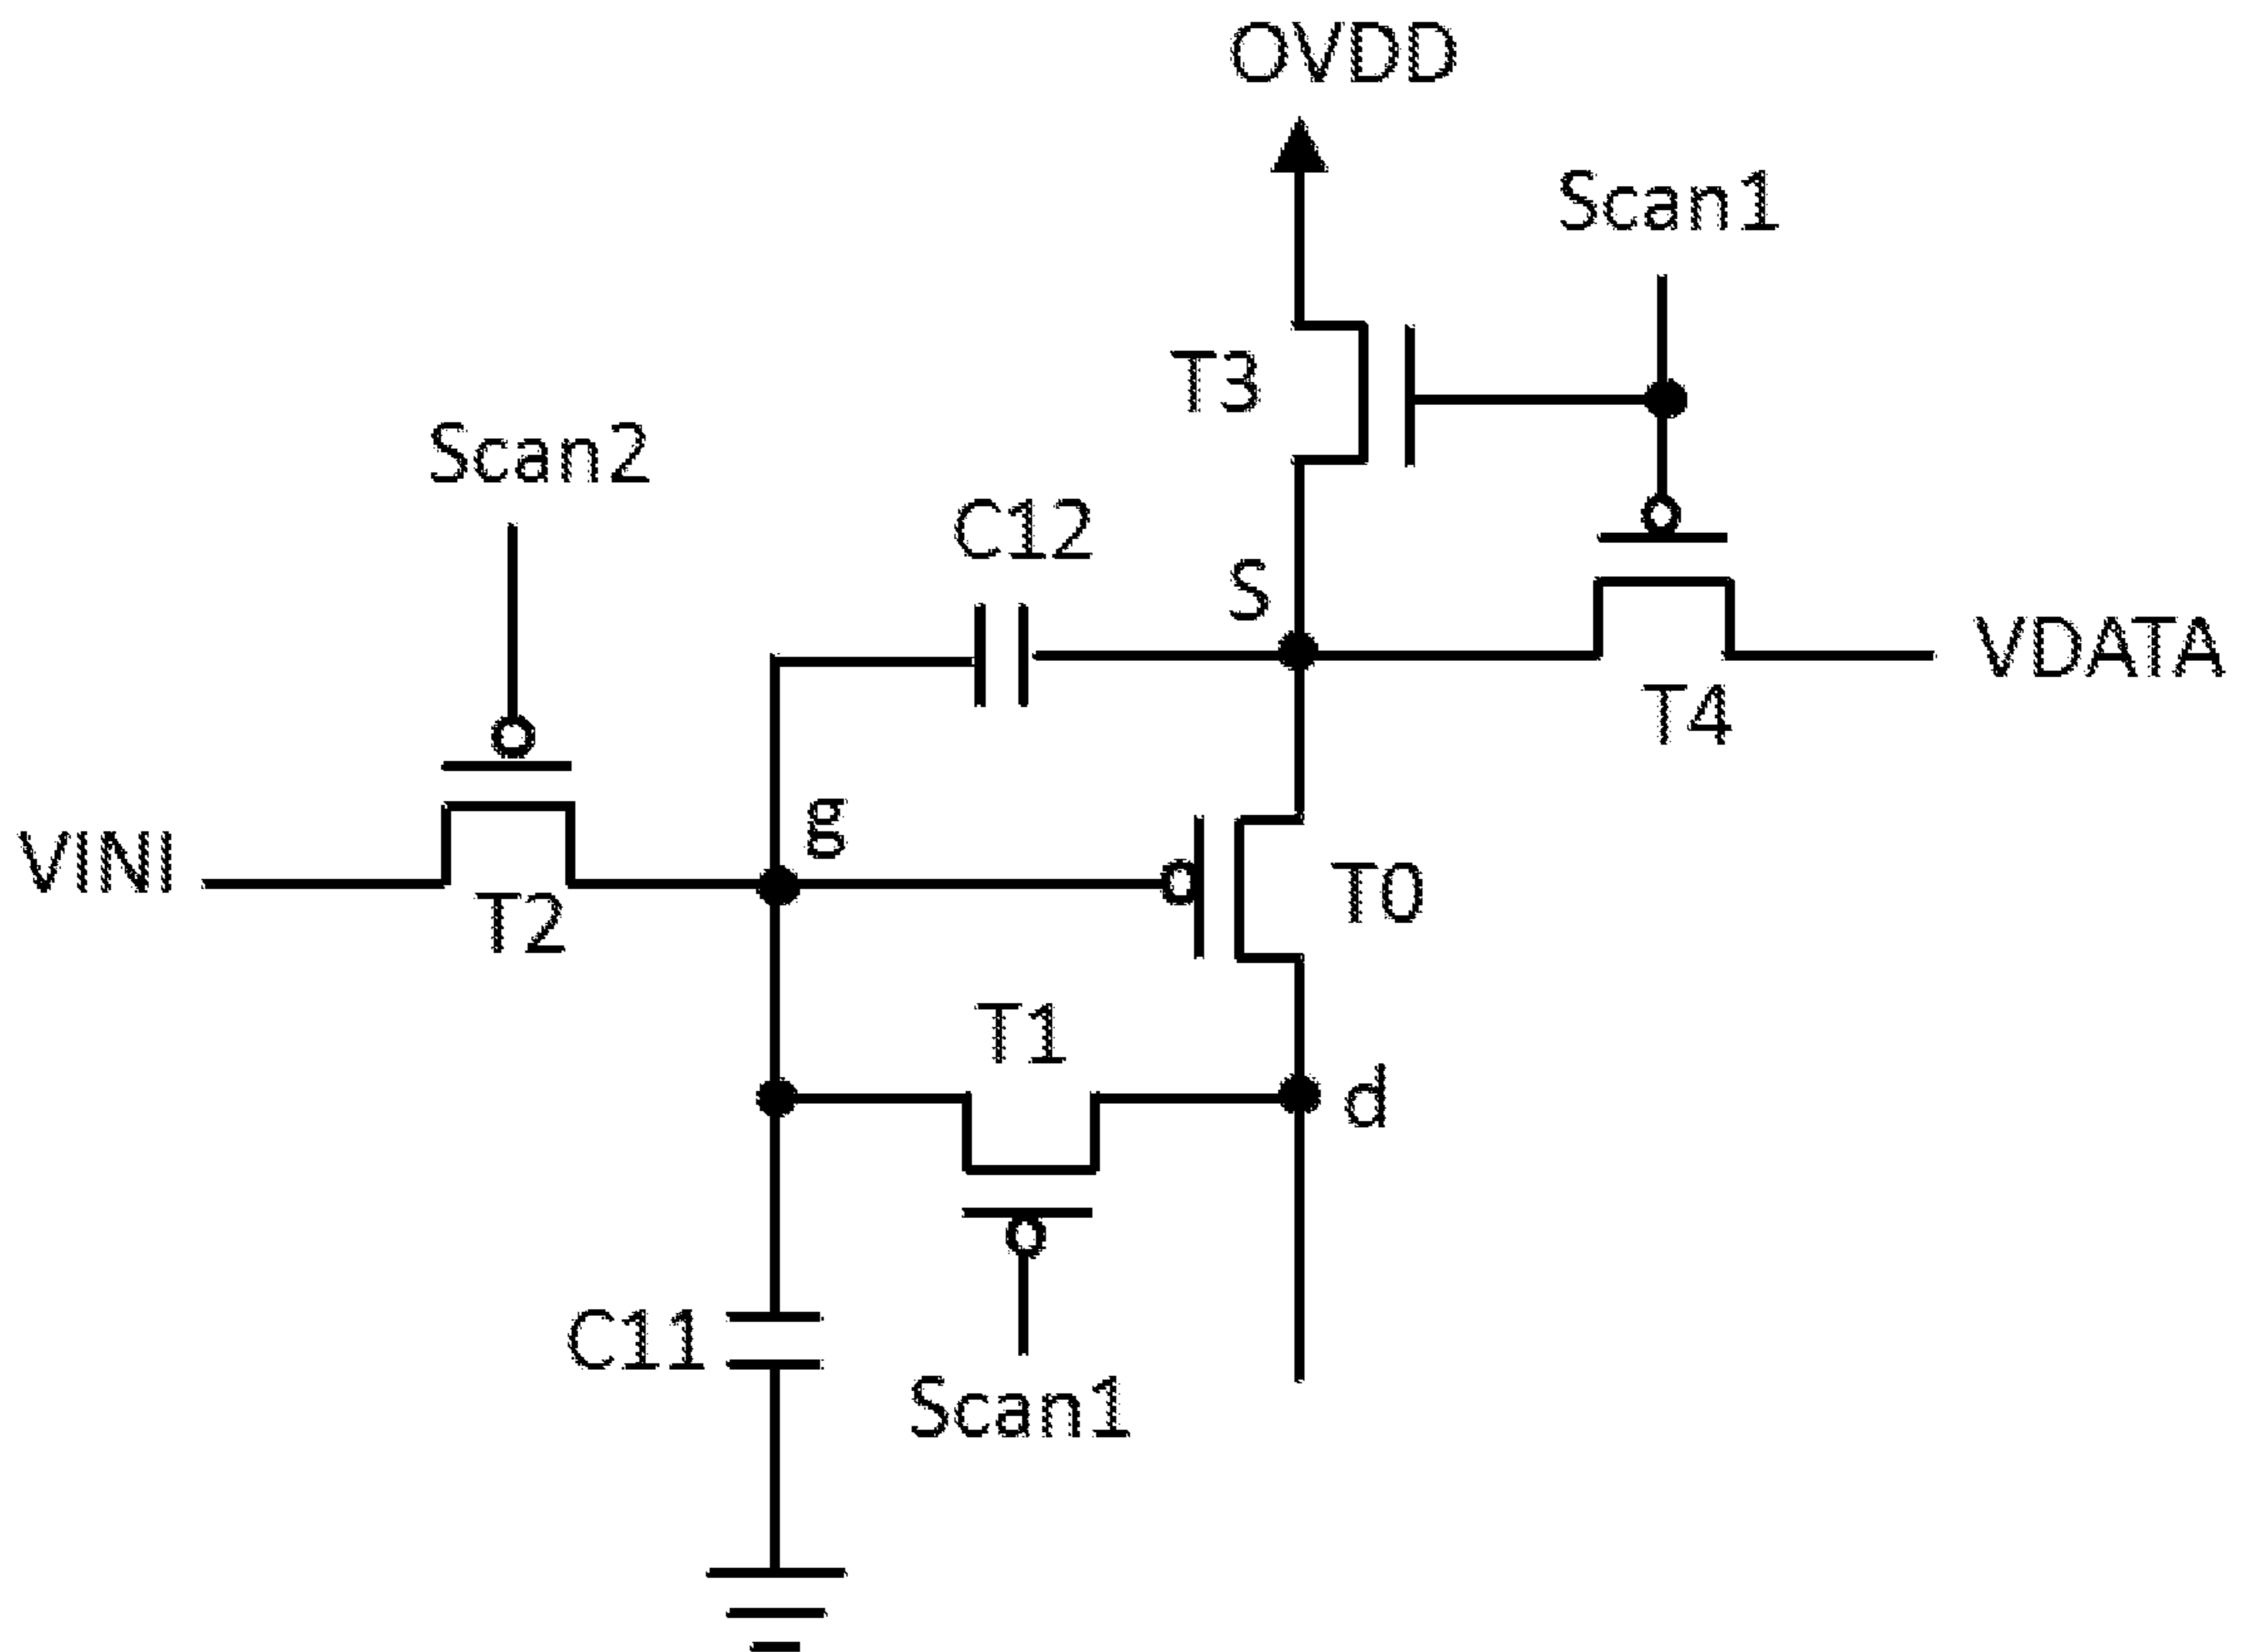 OVDD
Scan1
T3
Scan2
C12
S
VDATA
T4
g
VINI
T0
T2
T1
d
C11
Scan1